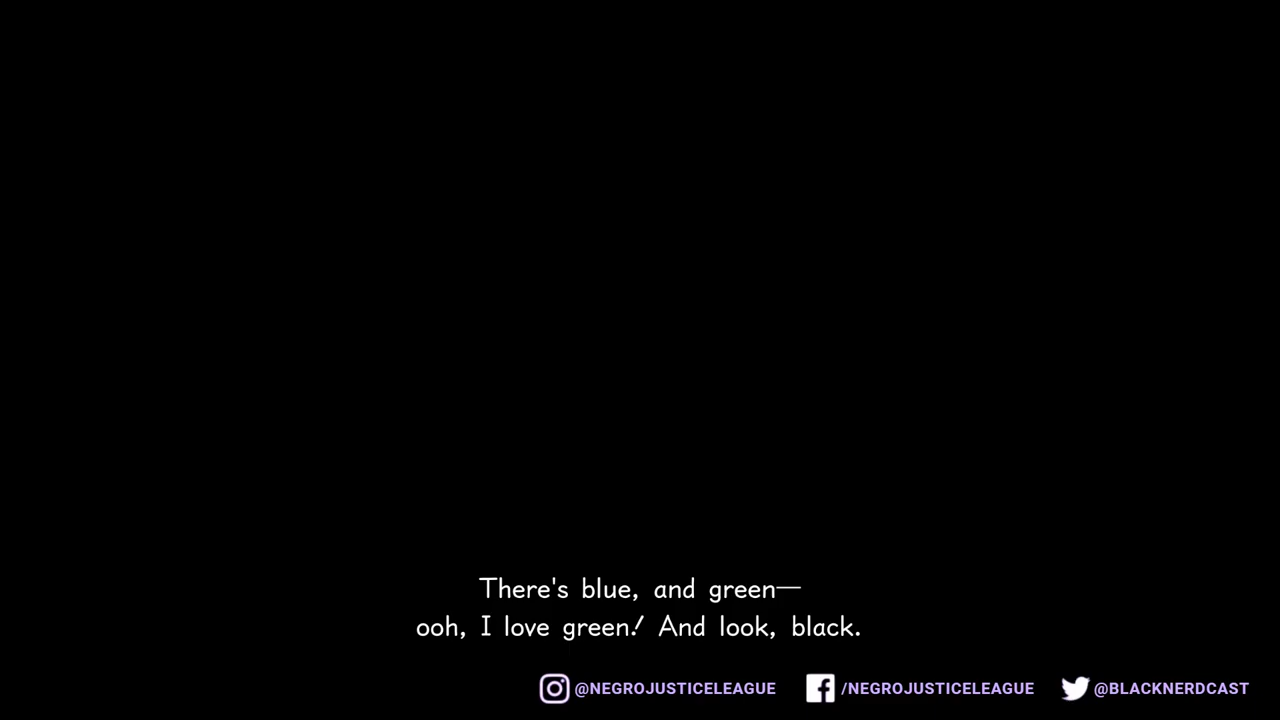 There's blue, and green—
ooh, I love green! And look, black.
@NEGROJUSTICELEAGUE /NEGROJUSTICELEAGUE @BLACKNERDCAST